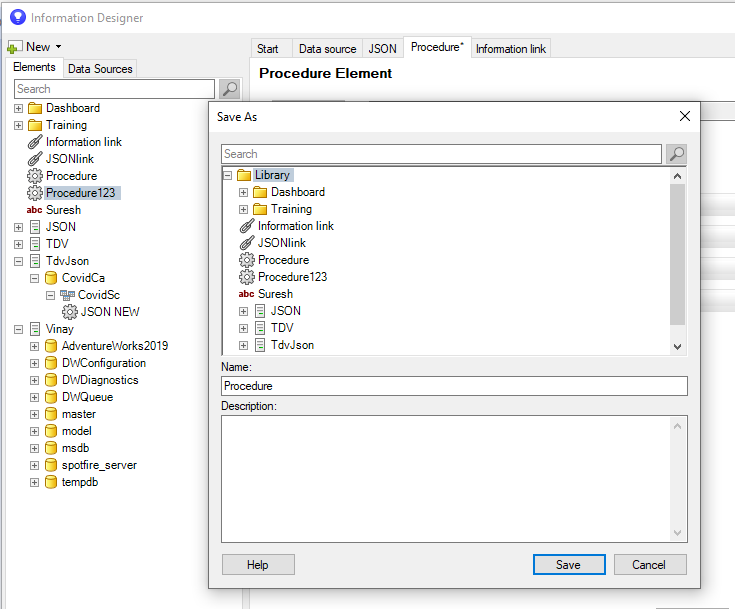 Information Designer
New
Start
Data source
JSON
Procedure*
Information link
Elements
Data Sources
Procedure Element
Search
Dashboard
Training
Information link
JSONlink
Procedure
Procedure123
abc Suresh
JSON
TDV
TdvJson
CovidCa
CovidSc
JSON NEW
Vinay
AdventureWorks2019
DWConfiguration
DWDiagnostics
DWQueue
master
model
msdb
spotfire_server
tempdb
Save As
Search
Library
Dashboard
Training
Information link
JSONlink
Procedure
Procedure123
abc Suresh
JSON
TDV
TdvJson
Name:
Procedure
Description:
Help
Save
Cancel